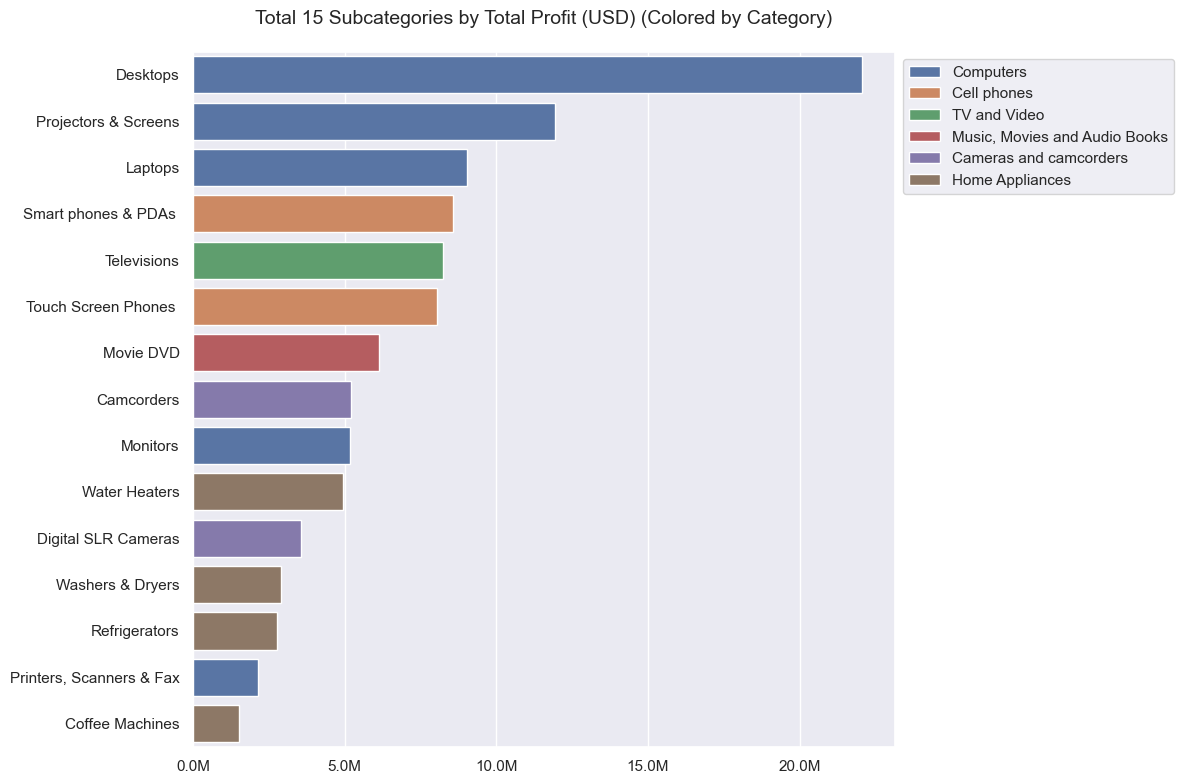 Total 15 Subcategories by Total Profit (USD) (Colored by Category)
Desktops
Projectors & Screens
Laptops
Smart phones & PDAs
Televisions
Touch Screen Phones
Movie DVD
Camcorders
Monitors
Water Heaters
Digital SLR Cameras
Washers & Dryers
Refrigerators
Printers, Scanners & Fax
Coffee Machines
0.0M 5.0M 10.0M 15.0M 20.0M
Computers
Cell phones
TV and Video
Music, Movies and Audio Books
Cameras and camcorders
Home Appliances